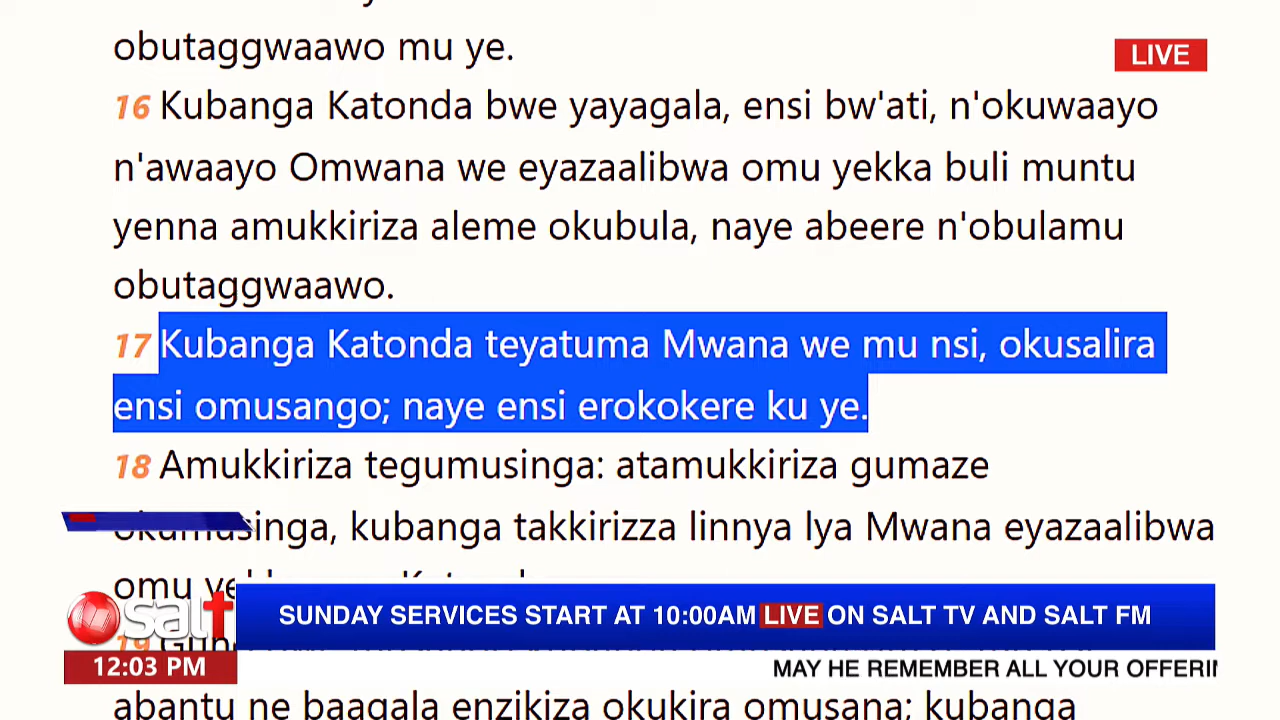 obutaggwaawo mu ye.
LIVE
16 Kubanga Katonda bwe yayagala, ensi bw'ati, n'okuwaayo
n'awaayo Omwana we eyazaalibwa omu yekka buli muntu
yenna amukkiriza aleme okubula, naye abeere n'obulamu
obutaggwaawo.
17 Kubanga Katonda teyatuma Mwana we mu nsi, okusalira
ensi omusango; naye ensi erokokere ku ye.
18 Amukkiriza tegumusinga: atamukkiriza gumaze
okumusinga, kubanga takkirizza linnya lya Mwana eyazaalibwa
omu
salt
SUNDAY SERVICES START AT 10:00AM LIVE ON SALT TV AND SALT FM
19
12:03 PM
MAY HE REMEMBER ALL YOUR
abantu ne baagala enzikiza okukira omusana; kubanga